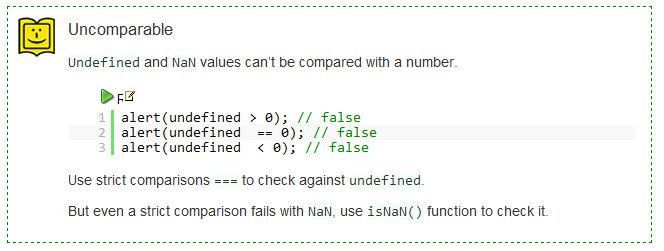 Uncomparable
Undefined and NaN values can't be compared with a number.
1 alert(undefined > 0); // false
2 alert(undefined  == 0); // false
3 alert(undefined  < 0); // false
Use strict comparisons === to check against undefined.
But even a strict comparison fails with NaN, use isNaN() function to check it.